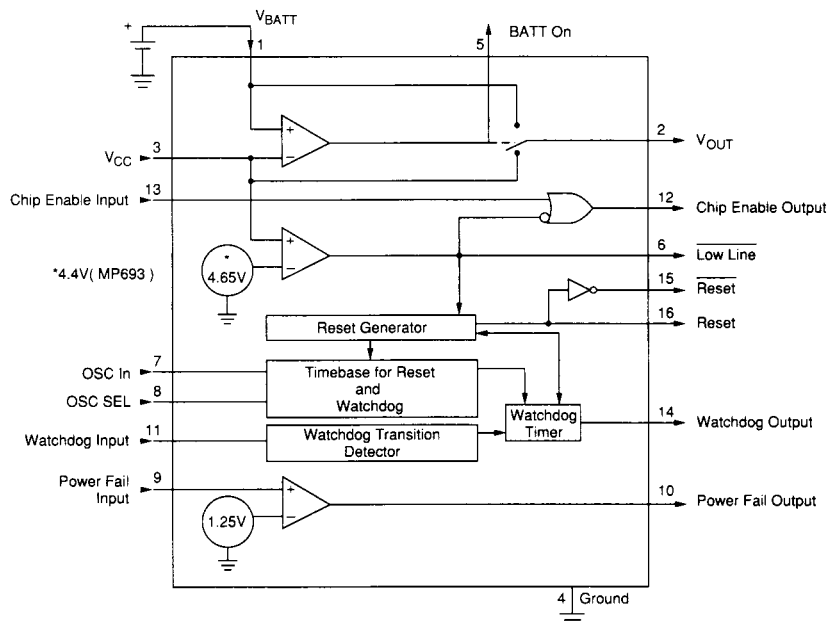 +
V_BATT
1
5
BATT On
+
−
3
V_CC
2
V_OUT
13
Chip Enable Input
12
Chip Enable Output
+
−
6
Low Line
*4.4V( MP693 )
*
4.65V
15
Reset
Reset Generator
16
Reset
7
OSC In
8
OSC SEL
Timebase for Reset
and
Watchdog
Watchdog
Timer
14
Watchdog Output
11
Watchdog Input
Watchdog Transition
Detector
9
Power Fail
Input
+
−
10
Power Fail Output
1.25V
4
Ground